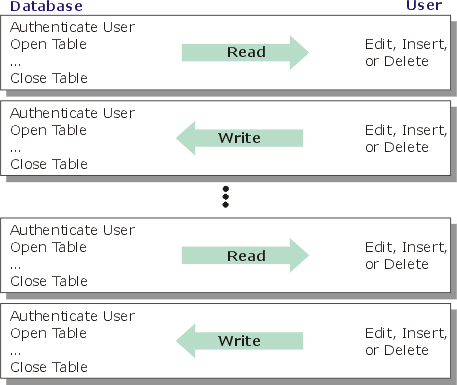 Database User
Authenticate User
Open Table
...
Close Table
Read
Edit, Insert,
or Delete
Authenticate User
Open Table
...
Close Table
Write
Edit, Insert,
or Delete
Authenticate User
Open Table
...
Close Table
Read
Edit, Insert,
or Delete
Authenticate User
Open Table
...
Close Table
Write
Edit, Insert,
or Delete